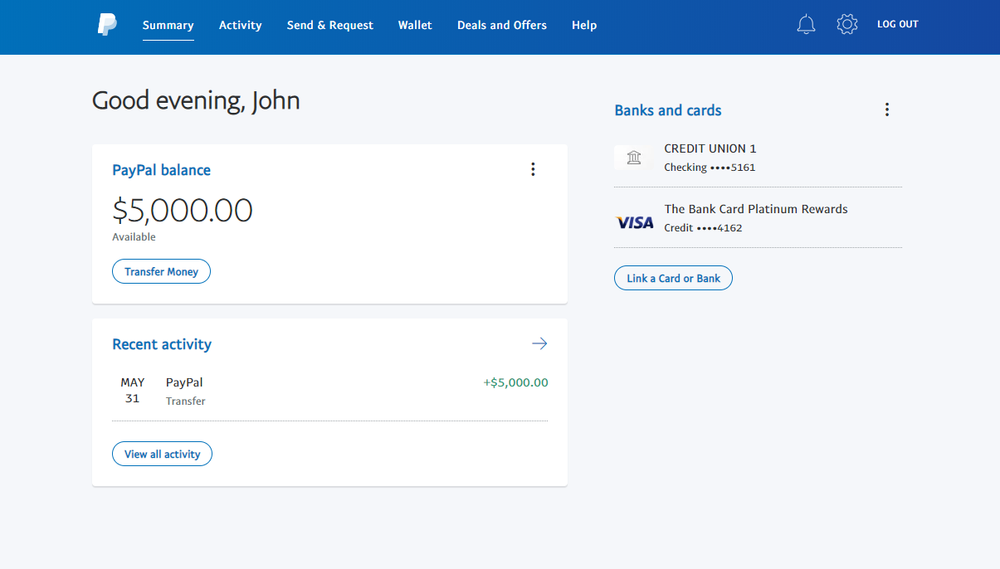 Summary
Activity
Send & Request
Wallet
Deals and Offers
Help
LOG OUT
Good evening, John
PayPal balance
$5,000.00
Available
Transfer Money
Recent activity
MAY
31
PayPal
Transfer
+$5,000.00
View all activity
Banks and cards
CREDIT UNION 1
Checking ••••5161
VISA
The Bank Card Platinum Rewards
Credit ••••4162
Link a Card or Bank